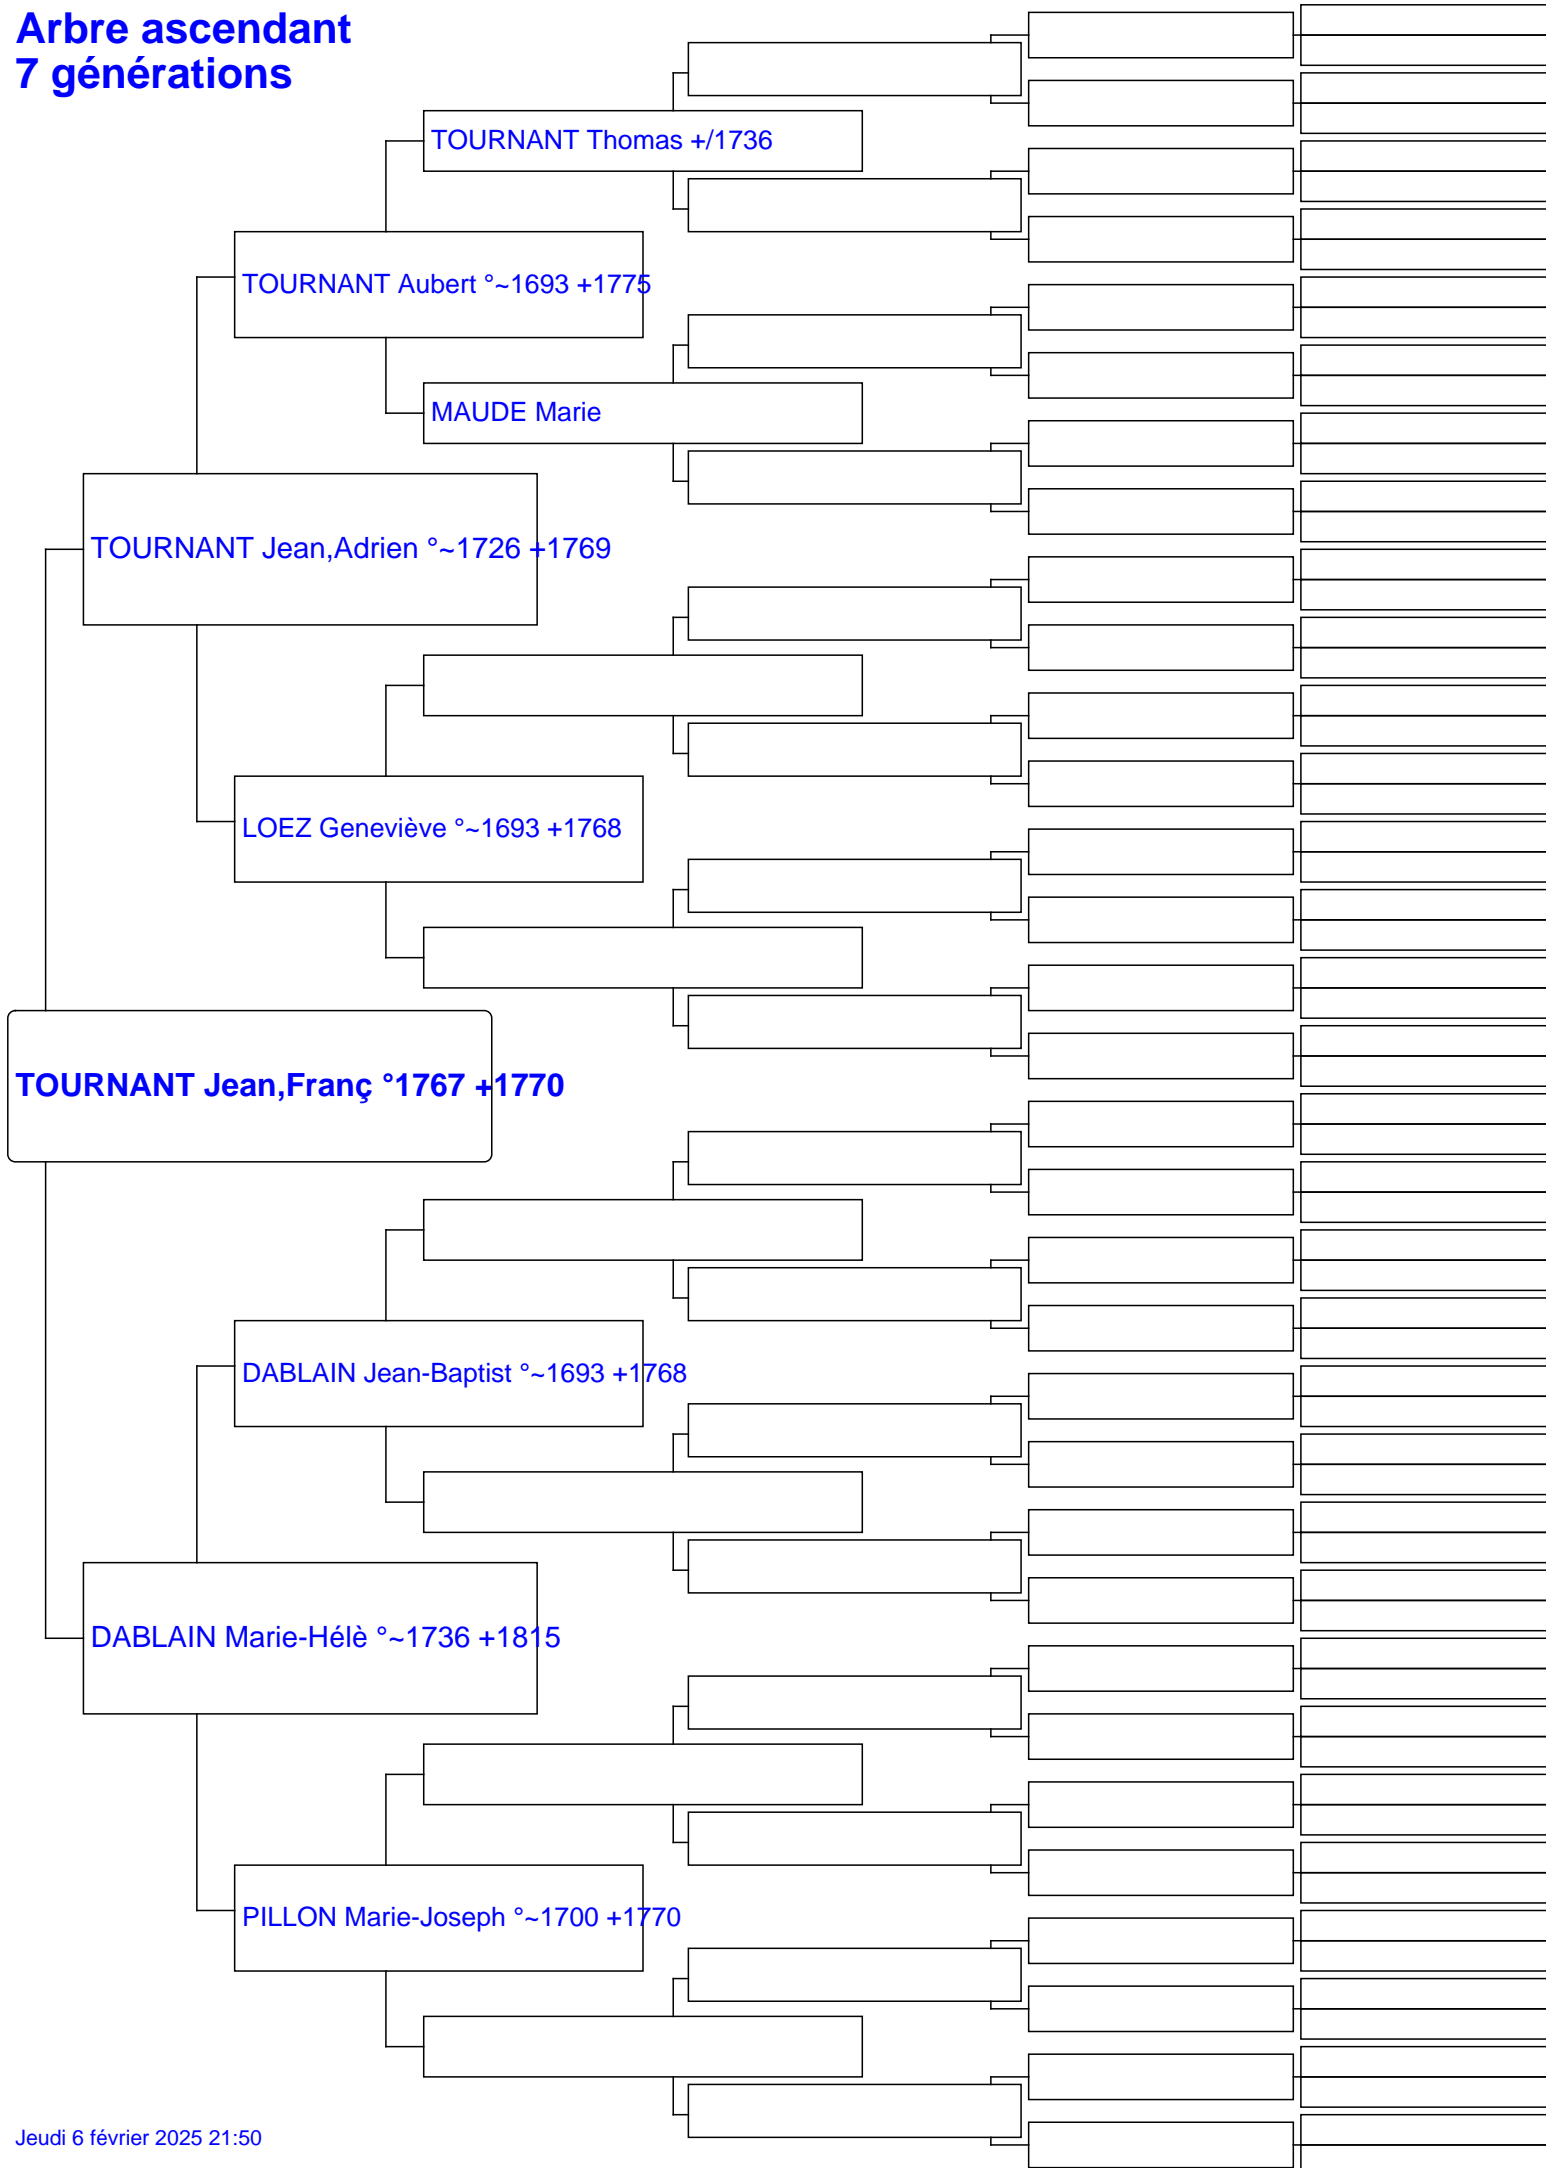 Arbre ascendant
7 générations
TOURNANT Thomas +/1736
TOURNANT Aubert °~1693 +1775
MAUDE Marie
TOURNANT Jean,Adrien °~1726 +1769
LOEZ Geneviève °~1693 +1768
TOURNANT Jean,Franç °1767 +1770
DABLAIN Jean-Baptist °~1693 +1768
DABLAIN Marie-Hélè °~1736 +1815
PILLON Marie-Joseph °~1700 +1770
Jeudi 6 février 2025 21:50